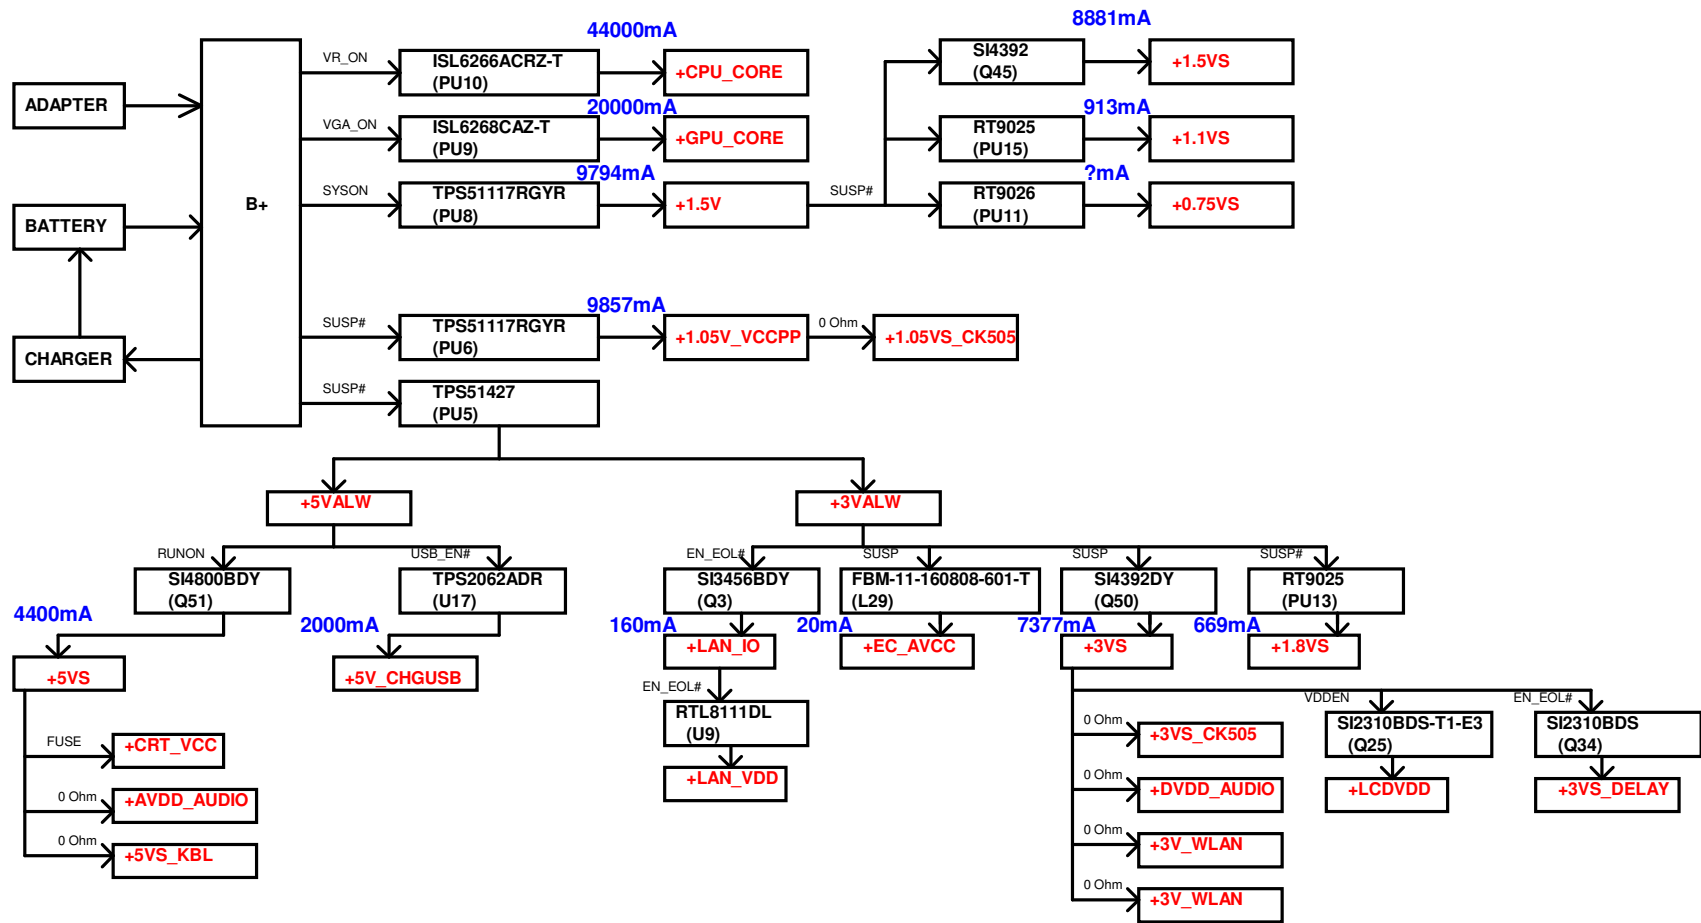 44000mA
8881mA
VR_ON
ISL6266ACRZ-T
(PU10)
+CPU_CORE
SI4392
(Q45)
+1.5VS
ADAPTER
20000mA
913mA
VGA_ON
ISL6268CAZ-T
(PU9)
+GPU_CORE
RT9025
(PU15)
+1.1VS
9794mA
?mA
B+
SYSON
TPS51117RGYR
(PU8)
+1.5V
SUSP#
RT9026
(PU11)
+0.75VS
BATTERY
9857mA
SUSP#
TPS51117RGYR
(PU6)
+1.05V_VCCPP
0 Ohm
+1.05VS_CK505
CHARGER
SUSP#
TPS51427
(PU5)
+5VALW
+3VALW
RUNON
SI4800BDY
(Q51)
USB_EN#
TPS2062ADR
(U17)
EN_EOL#
SI3456BDY
(Q3)
SUSP
FBM-11-160808-601-T
(L29)
SUSP
SI4392DY
(Q50)
SUSP#
RT9025
(PU13)
4400mA
2000mA
160mA
20mA
7377mA
669mA
+5VS
+5V_CHGUSB
+LAN_IO
+EC_AVCC
+3VS
+1.8VS
EN_EOL#
RTL8111DL
(U9)
+LAN_VDD
VDDEN
SI2310BDS-T1-E3
(Q25)
+LCDVDD
EN_EOL#
SI2310BDS
(Q34)
+3VS_DELAY
FUSE
+CRT_VCC
0 Ohm
+AVDD_AUDIO
0 Ohm
+5VS_KBL
0 Ohm
+3VS_CK505
0 Ohm
+DVDD_AUDIO
0 Ohm
+3V_WLAN
0 Ohm
+3V_WLAN